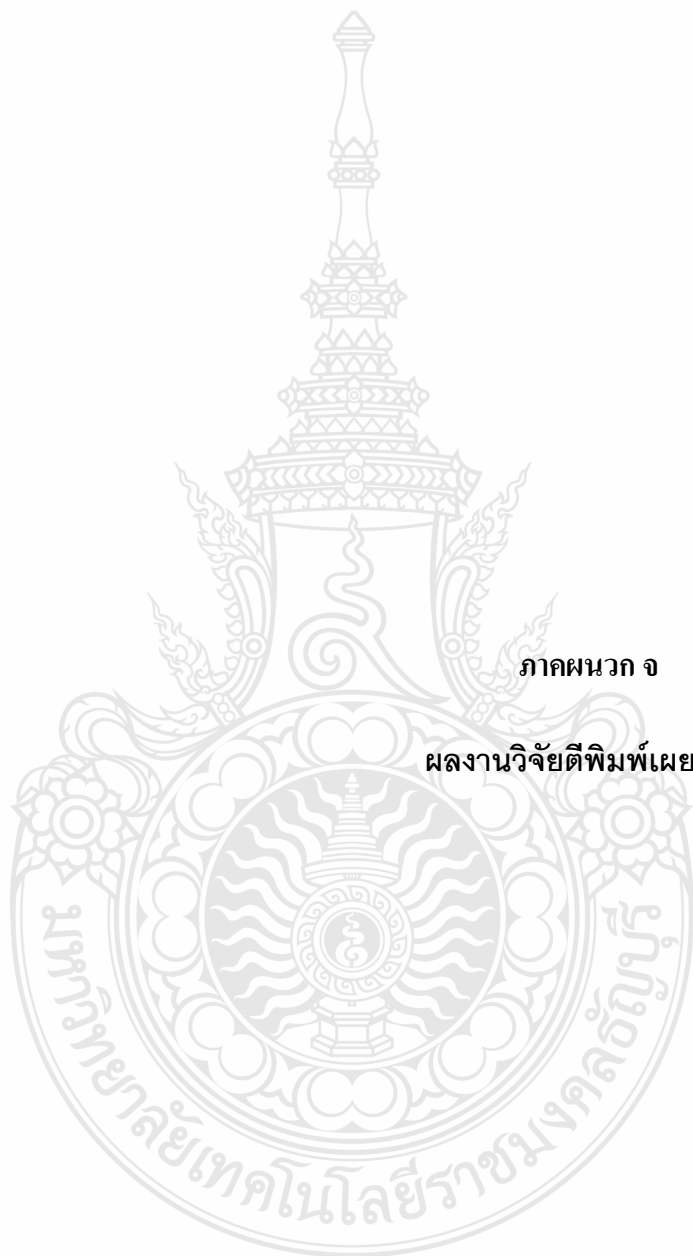 ภาคผนวก จ
ผลงานวิจัยตีพิมพ์เผย
มหาวิทยาลัยเทคโนโลยีราชมงคลธัญบุรี